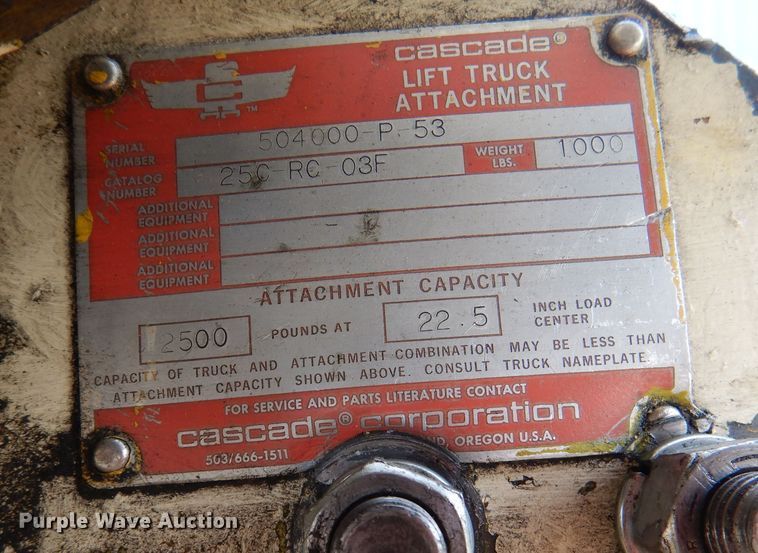 cascade®
LIFT TRUCK
ATTACHMENT
™
SERIAL
NUMBER
504000-P-53
CATALOG
NUMBER
25C-RC-03F
WEIGHT
LBS.
1000
ADDITIONAL
EQUIPMENT
ADDITIONAL
EQUIPMENT
ADDITIONAL
EQUIPMENT
ATTACHMENT CAPACITY
2500 POUNDS AT 22.5 INCH LOAD
CENTER
CAPACITY OF TRUCK AND ATTACHMENT COMBINATION MAY BE LESS THAN
ATTACHMENT CAPACITY SHOWN ABOVE. CONSULT TRUCK NAMEPLATE.
FOR SERVICE AND PARTS LITERATURE CONTACT
cascade® corporation
503/666-1511
OREGON U.S.A.
Purple Wave Auction